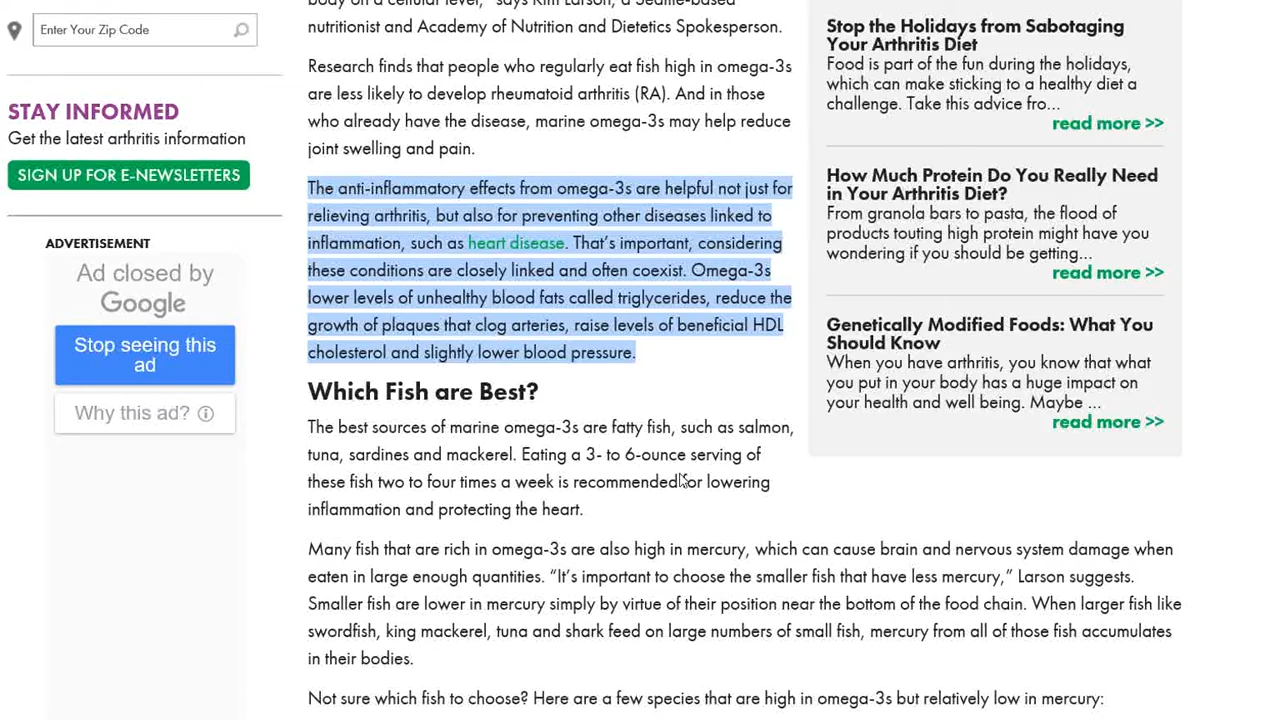 Enter Your Zip Code
STAY INFORMED
Get the latest arthritis information
SIGN UP FOR E-NEWSLETTERS
ADVERTISEMENT
Ad closed by
Google
Stop seeing this
ad
Why this ad?
body on a cellular level," says Kim Larson, a Seattle-based
nutritionist and Academy of Nutrition and Dietetics Spokesperson.
Research finds that people who regularly eat fish high in omega-3s
are less likely to develop rheumatoid arthritis (RA). And in those
who already have the disease, marine omega-3s may help reduce
joint swelling and pain.
The anti-inflammatory effects from omega-3s are helpful not just for
relieving arthritis, but also for preventing other diseases linked to
inflammation, such as heart disease. That's important, considering
these conditions are closely linked and often coexist. Omega-3s
lower levels of unhealthy blood fats called triglycerides, reduce the
growth of plaques that clog arteries, raise levels of beneficial HDL
cholesterol and slightly lower blood pressure.
Which Fish are Best?
The best sources of marine omega-3s are fatty fish, such as salmon,
tuna, sardines and mackerel. Eating a 3- to 6-ounce serving of
these fish two to four times a week is recommended for lowering
inflammation and protecting the heart.
Many fish that are rich in omega-3s are also high in mercury, which can cause brain and nervous system damage when
eaten in large enough quantities. “It’s important to choose the smaller fish that have less mercury,” Larson suggests.
Smaller fish are lower in mercury simply by virtue of their position near the bottom of the food chain. When larger fish like
swordfish, king mackerel, tuna and shark feed on large numbers of small fish, mercury from all of those fish accumulates
in their bodies.
Not sure which fish to choose? Here are a few species that are high in omega-3s but relatively low in mercury:
Stop the Holidays from Sabotaging
Your Arthritis Diet
Food is part of the fun during the holidays,
which can make sticking to a healthy diet a
challenge. Take this advice fro...
read more >>
How Much Protein Do You Really Need
in Your Arthritis Diet?
From granola bars to pasta, the flood of
products touting high protein might have you
wondering if you should be getting...
read more >>
Genetically Modified Foods: What You
Should Know
When you have arthritis, you know that what
you put in your body has a huge impact on
your health and well being. Maybe ...
read more >>